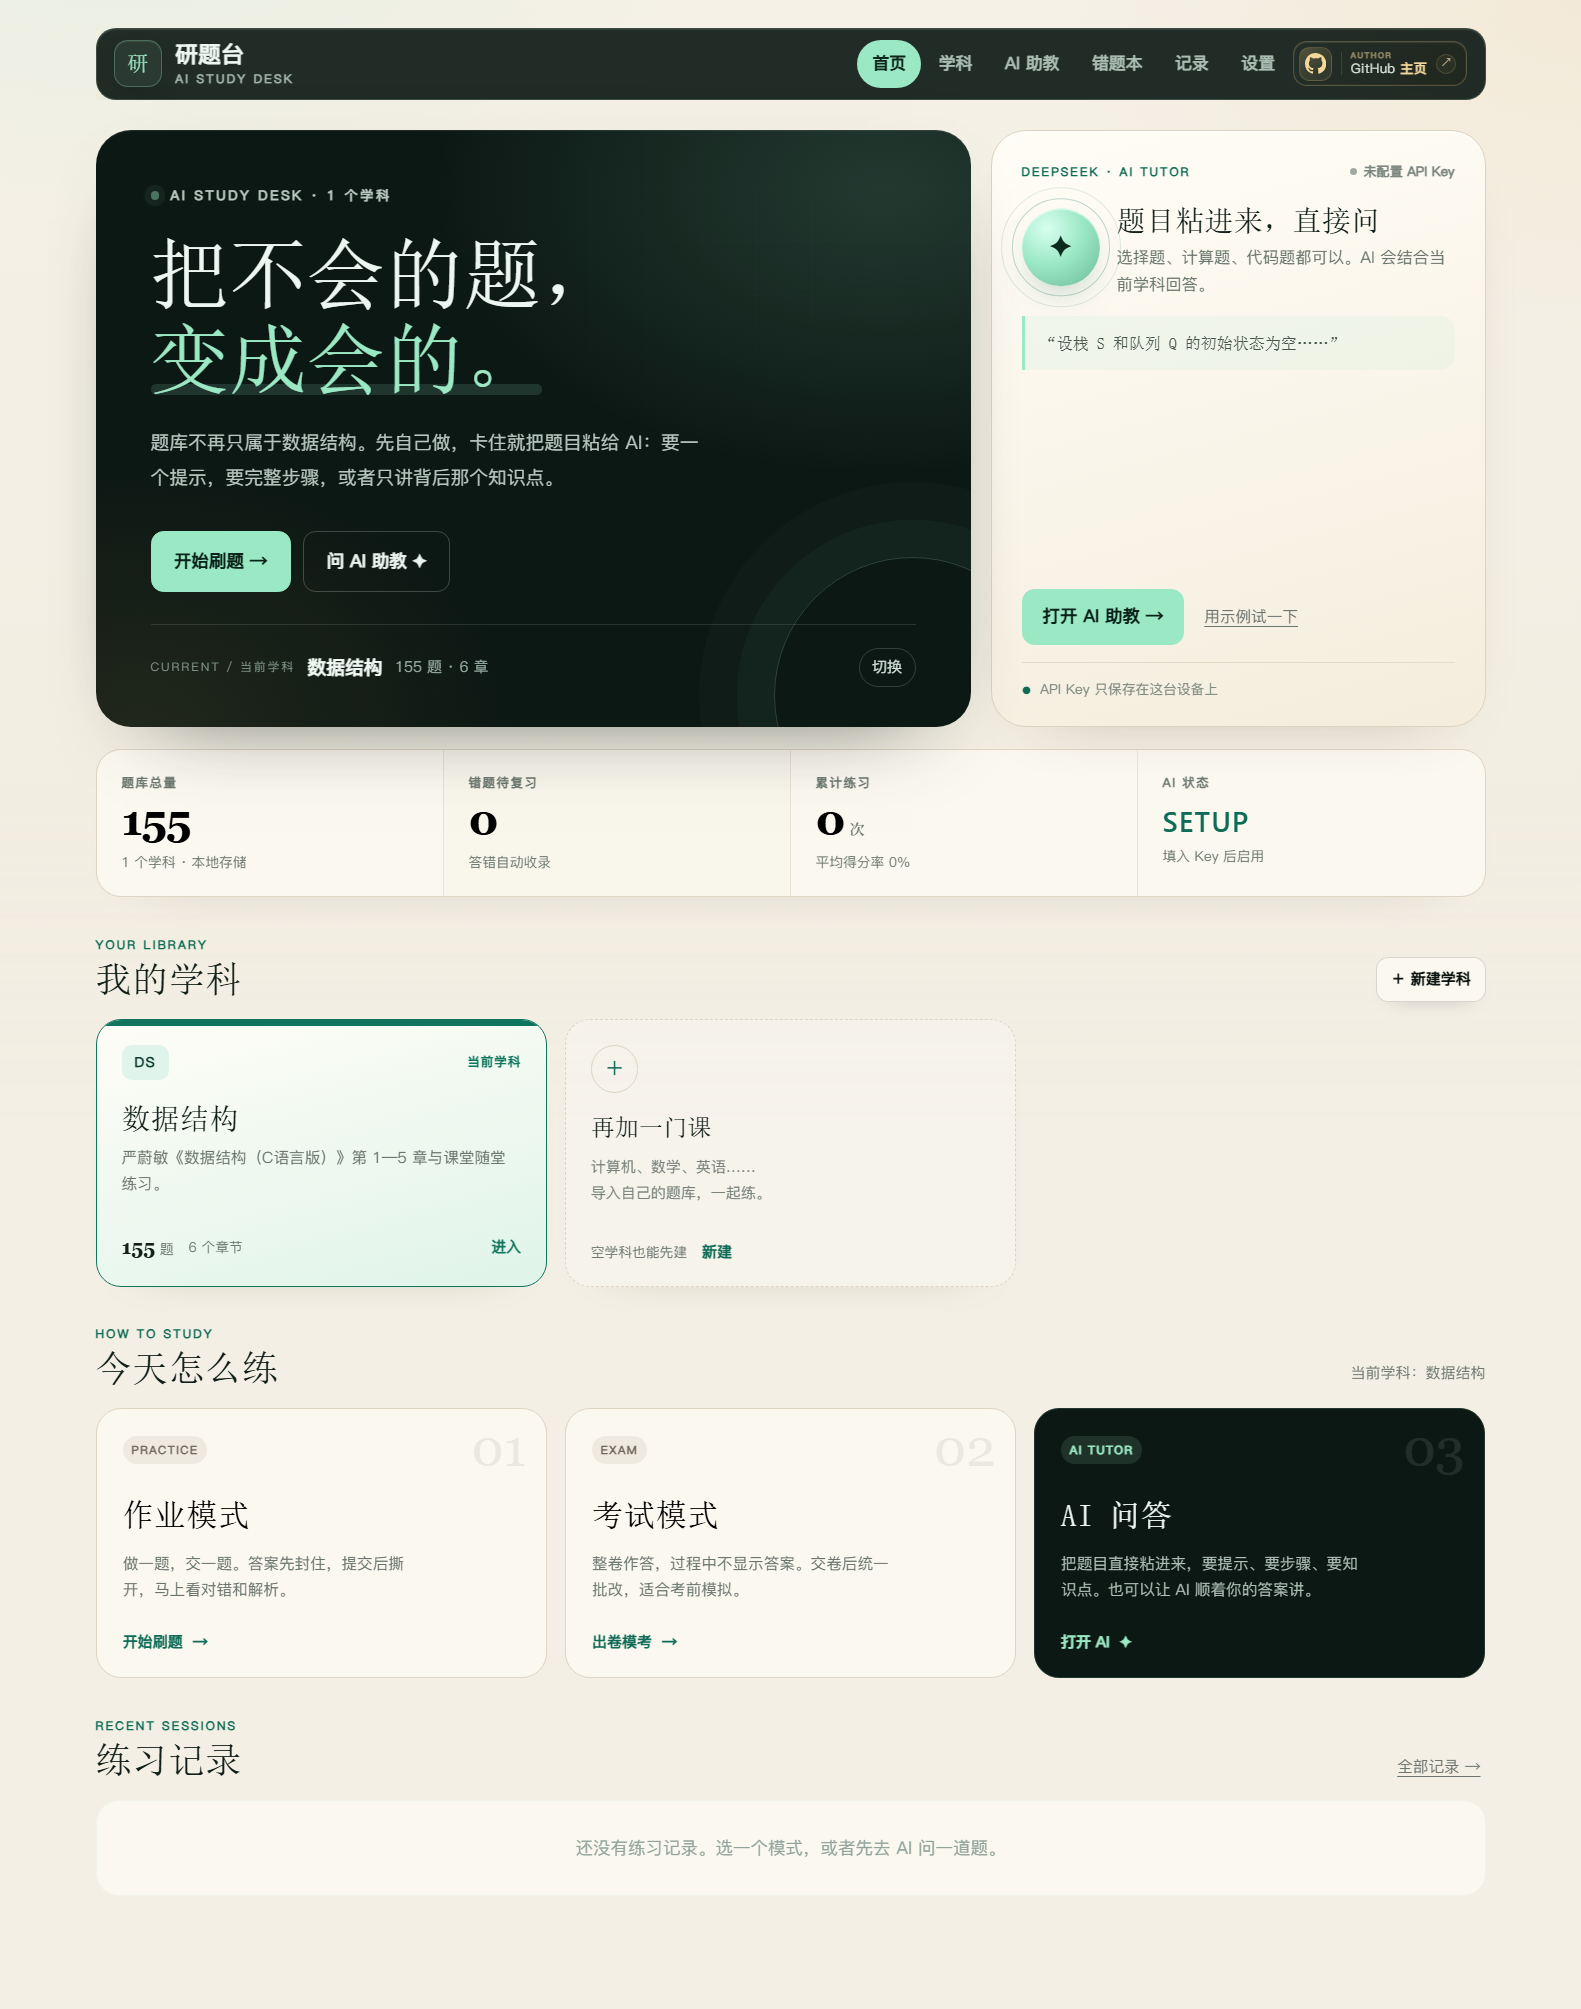 研
研题台
AI STUDY DESK
首页
学科
AI 助教
错题本
记录
设置
AUTHOR
GitHub 主页 ↗
AI STUDY DESK · 1 个学科
把不会的题，
变成会的。
题库不再只属于数据结构。先自己做，卡住就把题目粘给 AI：要一
个提示，要完整步骤，或者只讲背后那个知识点。
开始刷题 →
问 AI 助教 ✦
CURRENT / 当前学科 数据结构 155 题 · 6 章
切换
DEEPSEEK · AI TUTOR
未配置 API Key
✦
题目粘进来，直接问
选择题、计算题、代码题都可以。AI 会结合当
前学科回答。
“设栈 S 和队列 Q 的初始状态为空……”
打开 AI 助教 →
用示例试一下
API Key 只保存在这台设备上
题库总量
155
1 个学科 · 本地存储
错题待复习
0
答错自动收录
累计练习
0 次
平均得分率 0%
AI 状态
SETUP
填入 Key 后启用
YOUR LIBRARY
我的学科
+ 新建学科
DS
当前学科
数据结构
严蔚敏《数据结构（C语言版）》第 1—5 章与课堂随堂
练习。
155 题 6 个章节
进入
+
再加一门课
计算机、数学、英语……
导入自己的题库，一起练。
空学科也能先建 新建
HOW TO STUDY
今天怎么练
当前学科：数据结构
PRACTICE
01
作业模式
做一题，交一题。答案先封住，提交后撕
开，马上看对错和解析。
开始刷题 →
EXAM
02
考试模式
整卷作答，过程中不显示答案。交卷后统一
批改，适合考前模拟。
出卷模考 →
AI TUTOR
03
AI 问答
把题目直接粘进来，要提示、要步骤、要知
识点。也可以让 AI 顺着你的答案讲。
打开 AI ✦
RECENT SESSIONS
练习记录
全部记录 →
还没有练习记录。选一个模式，或者先去 AI 问一道题。